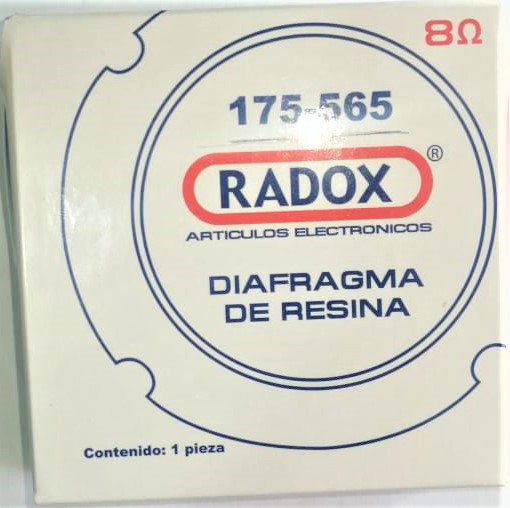 8Ω
175-565
RADOX®
ARTICULOS ELECTRONICOS
DIAFRAGMA
DE RESINA
Contenido: 1 pieza